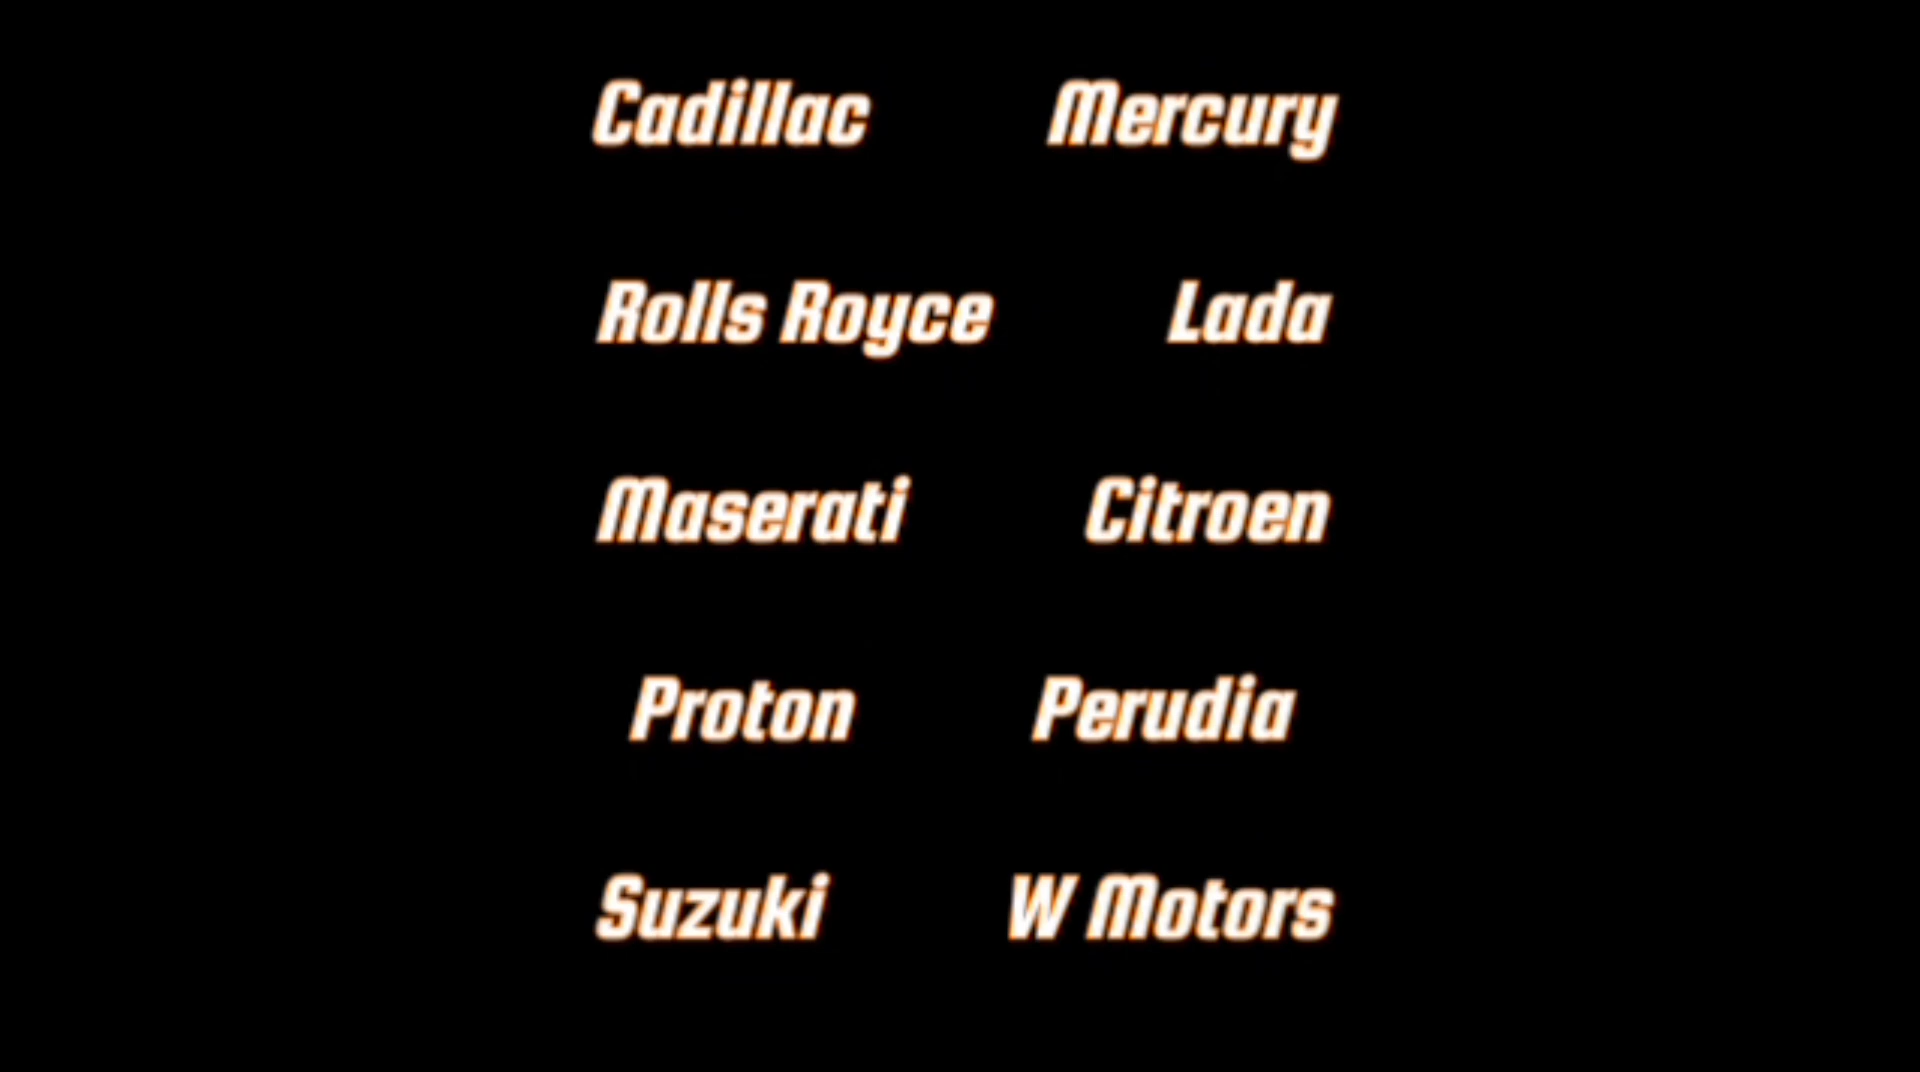 Cadillac Mercury
Rolls Royce Lada
Maserati Citroen
Proton Perudia
Suzuki W Motors